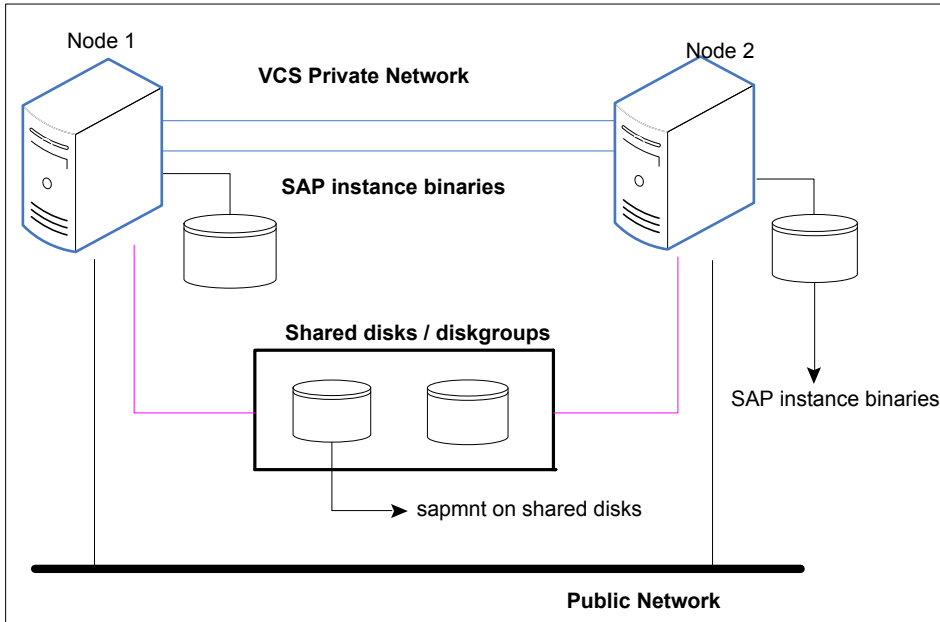 Node 1
Node 2
VCS Private Network
SAP instance binaries
Shared disks / diskgroups
SAP instance binaries
sapmnt on shared disks
Public Network